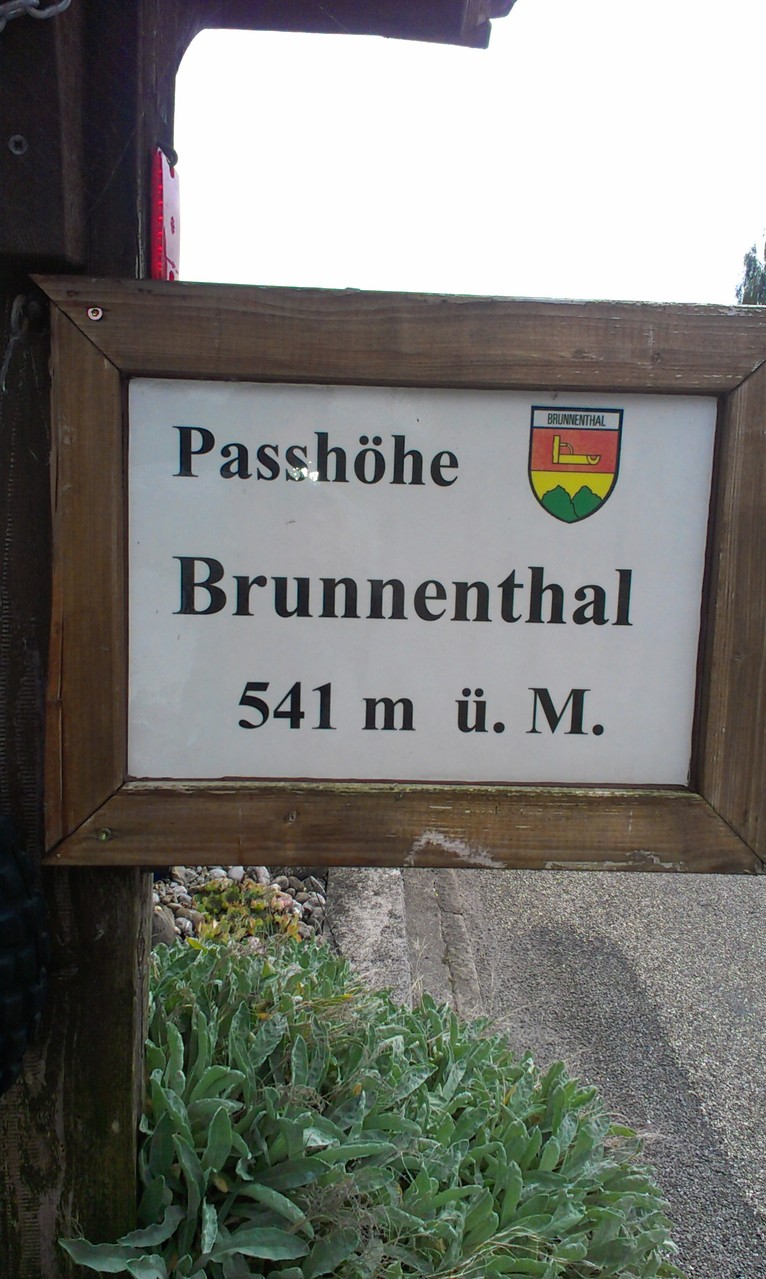 BRUNNENTHAL
Passhöhe
Brunnenthal
541 m ü. M.